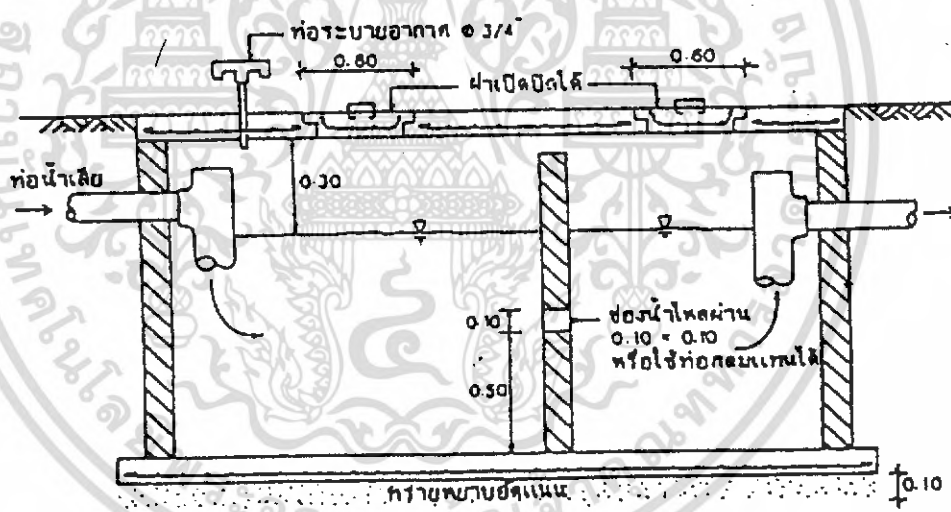 ท่อระบายอากาศ Φ 3/4"
0.60
0.60
ฝาเปิดปิดได้
ท่อน้ำเสีย
0.30
0.10
ช่องน้ำไหลผ่าน
0.10 × 0.10
หรือใช้ท่อกลมแทนได้
0.50
ทรายหยาบอัดแน่น
0.10